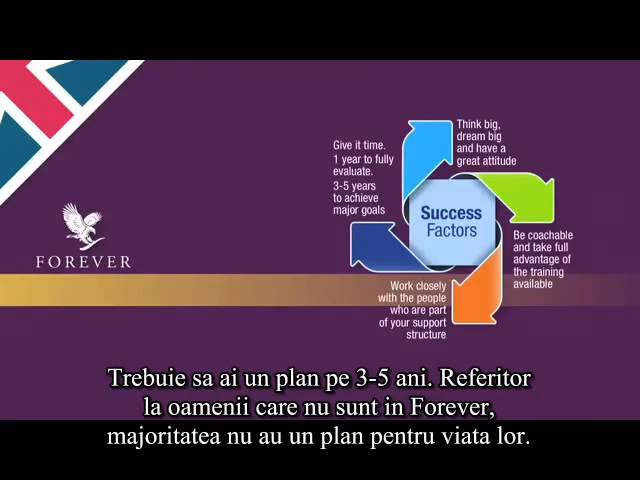 Think big,
dream big
and have a
great attitude
Give it time.
1 year to fully
evaluate.
3-5 years
to achieve
major goals
Success
Factors
Be coachable
and take full
advantage of
the training
available
Work closely
with the people
who are part
of your support
structure
FOREVER
Trebuie sa ai un plan pe 3-5 ani. Referitor
la oamenii care nu sunt in Forever,
majoritatea nu au un plan pentru viata lor.